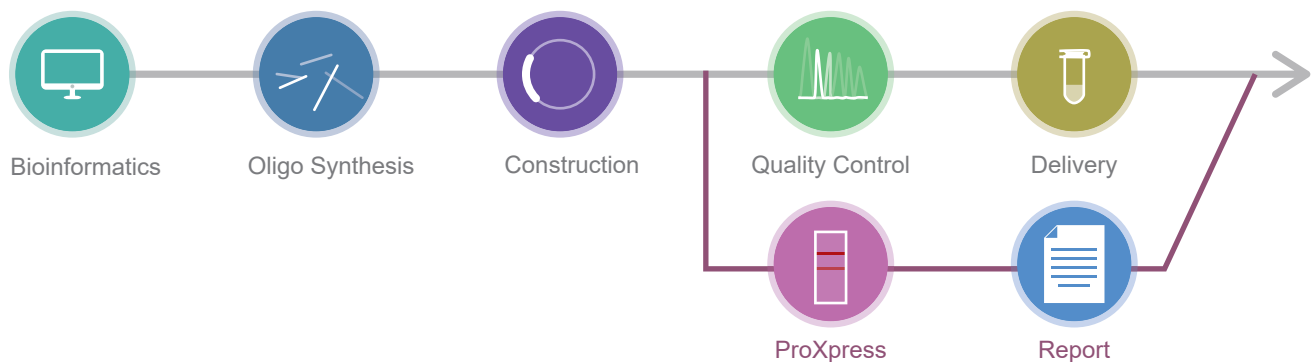 Bioinformatics
Oligo Synthesis
Construction
Quality Control
Delivery
ProXpress
Report